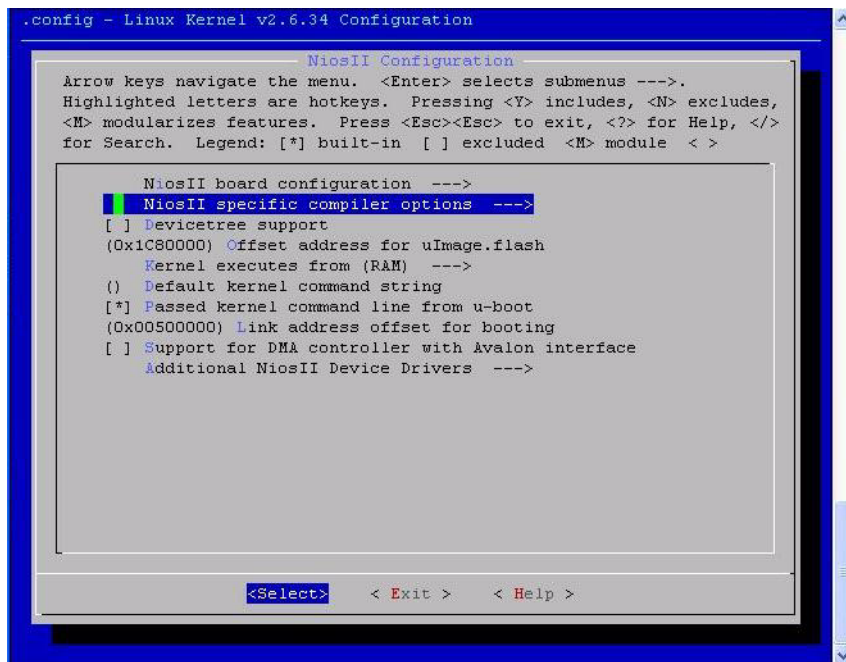 .config - Linux Kernel v2.6.34 Configuration
NiosII Configuration
Arrow keys navigate the menu.  <Enter> selects submenus --->.
Highlighted letters are hotkeys.  Pressing <Y> includes, <N> excludes,
<M> modularizes features.  Press <Esc><Esc> to exit, <?> for Help, </>
for Search.  Legend: [*] built-in  [ ] excluded  <M> module  < >
NiosII board configuration  --->
NiosII specific compiler options  --->
[ ] Devicetree support
(0x1C80000) Offset address for uImage.flash
Kernel executes from (RAM)  --->
()  Default kernel command string
[*] Passed kernel command line from u-boot
(0x00500000) Link address offset for booting
[ ] Support for DMA controller with Avalon interface
Additional NiosII Device Drivers  --->
<Select>    < Exit >    < Help >